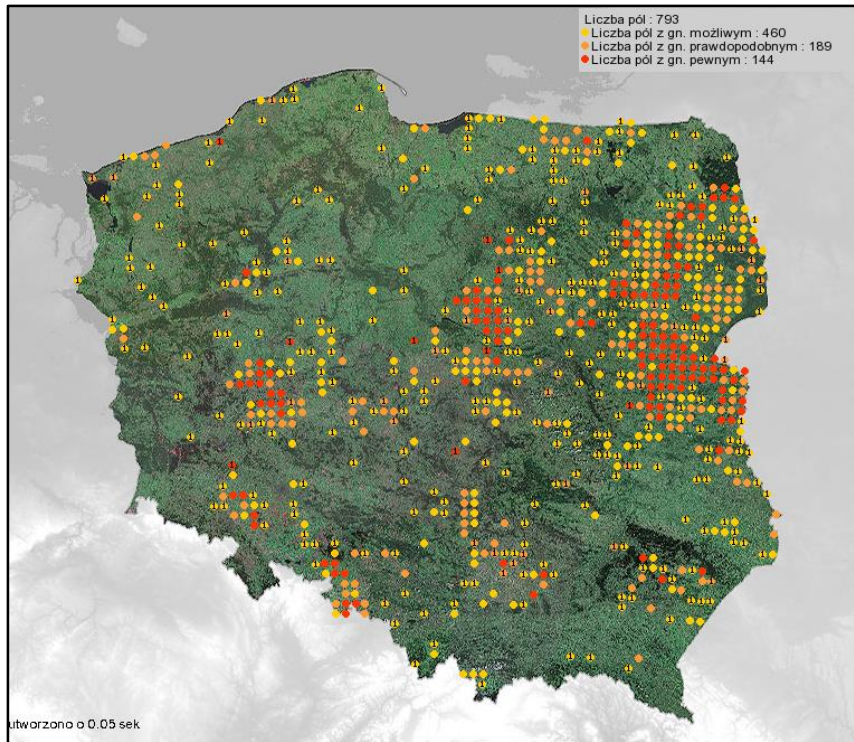 Liczba pól : 793
Liczba pól z gn. możliwym : 460
Liczba pól z gn. prawdopodobnym : 189
Liczba pól z gn. pewnym : 144
utworzono o 0.05 sek